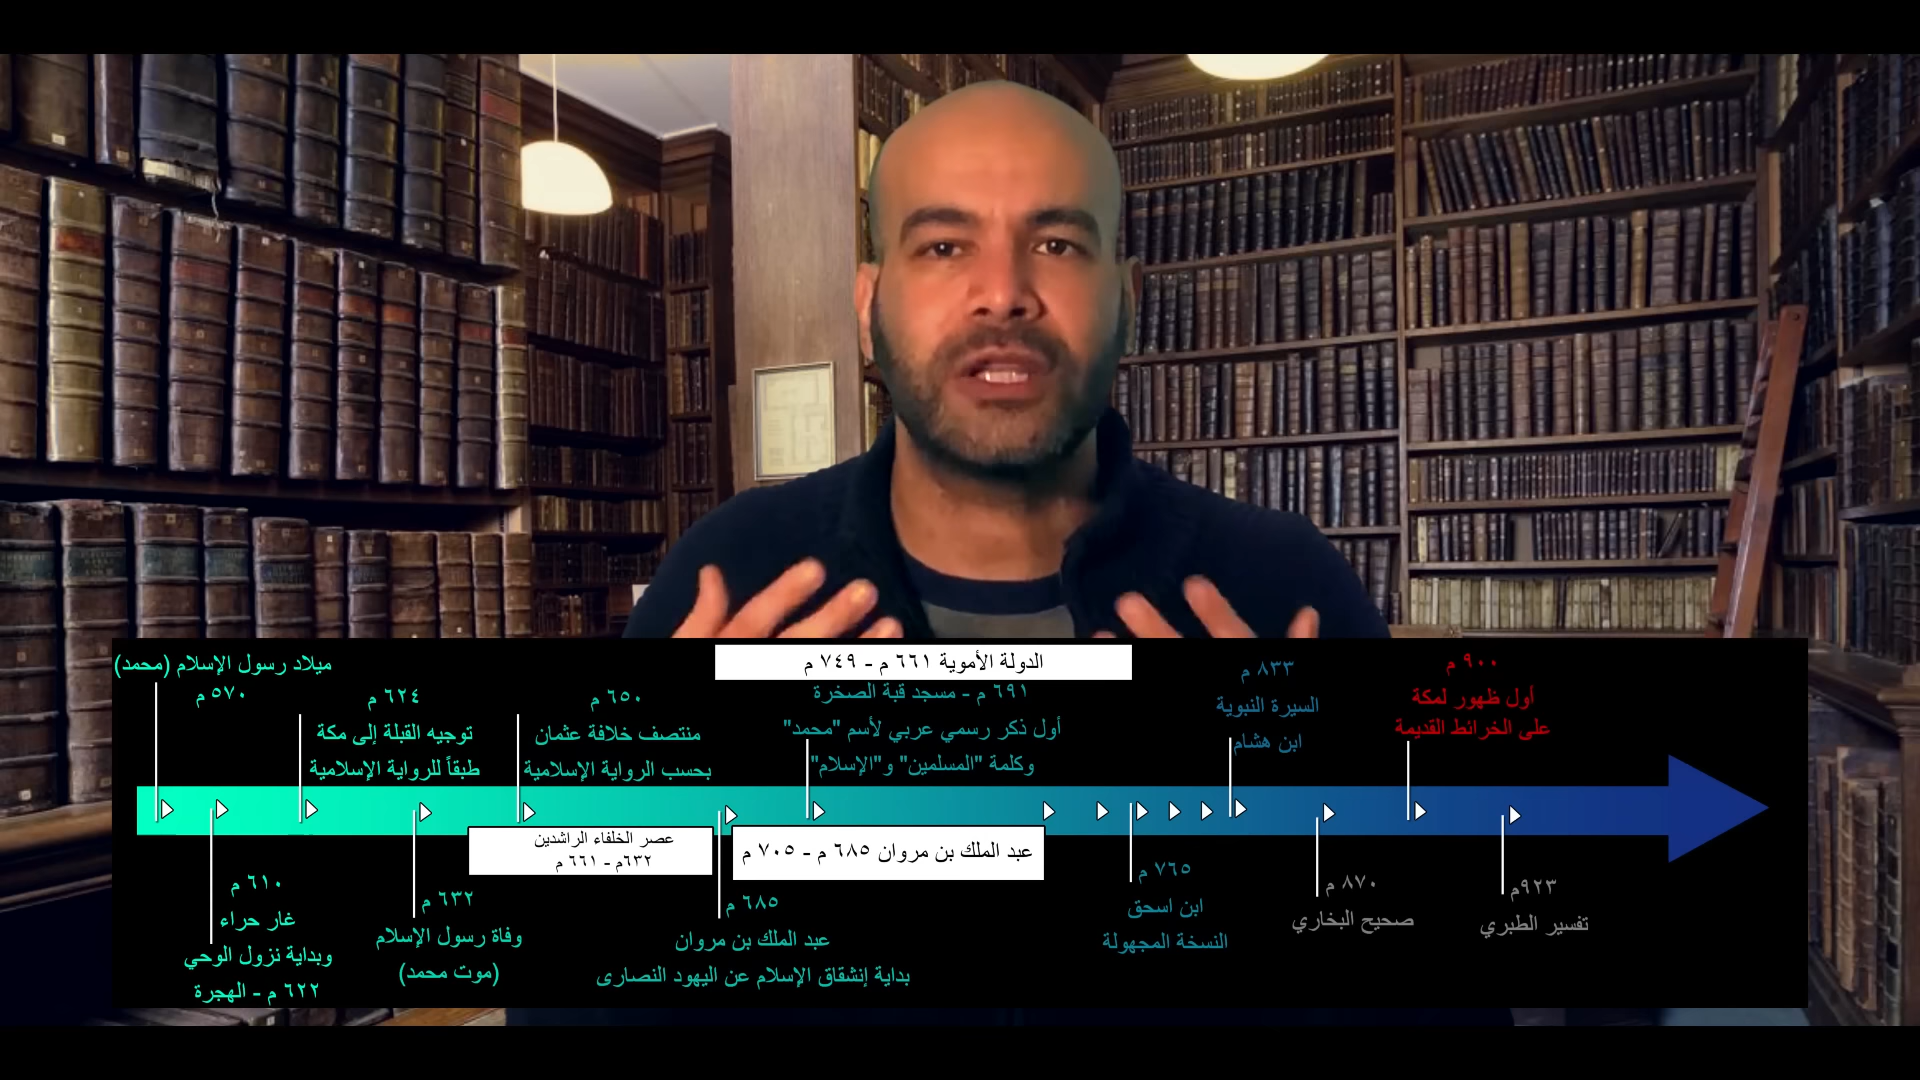 ميلاد رسول الإسلام (محمد)
٥٧٠ م
٦١٠ م
غار حراء
وبداية نزول الوحي
٦٢٢ م - الهجرة
٦٢٤ م
توجيه القبلة إلى مكة
طبقاً للرواية الإسلامية
٦٣٢ م
وفاة رسول الإسلام
(موت محمد)
٦٥٠ م
منتصف خلافة عثمان
بحسب الرواية الإسلامية
عصر الخلفاء الراشدين
٦٣٢م - ٦٦١ م
٦٨٥ م
عبد الملك بن مروان
بداية إنشقاق الإسلام عن اليهود النصارى
الدولة الأموية ٦٦١ م - ٧٤٩ م
٦٩١ م - مسجد قبة الصخرة
أول ذكر رسمي عربي لأسم "محمد"
وكلمة "المسلمين" و"الإسلام"
عبد الملك بن مروان ٦٨٥ م - ٧٠٥ م
٧٦٥ م
ابن اسحق
النسخة المجهولة
٨٣٣ م
السيرة النبوية
ابن هشام
٨٧٠ م
صحيح البخاري
٩٠٠ م
أول ظهور لمكة
على الخرائط القديمة
٩٢٣م
تفسير الطبري